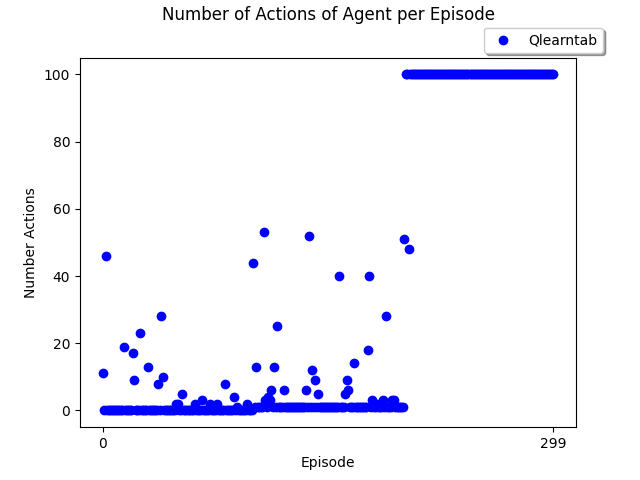 Number of Actions of Agent per Episode
Qlearntab
100
80
60
40
20
0
Number Actions
0 299
Episode